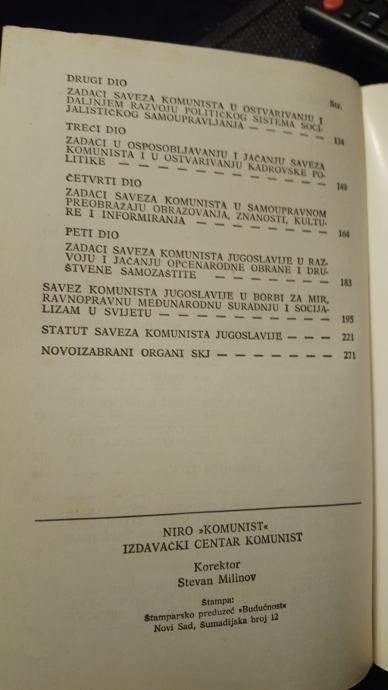 DRUGI DIO
Str.
ZADACI SAVEZA KOMUNISTA U OSTVARIVANJU I
DALJNJEM RAZVOJU POLITIČKOG SISTEMA SOCI-
JALISTIČKOG SAMOUPRAVLJANJA — — — — — 134
TREĆI DIO
ZADACI U OSPOSOBLJAVANJU I JAČANJU SAVEZA
KOMUNISTA I U OSTVARIVANJU KADROVSKE PO-
LITIKE — — — — — — — — — — — 149
ČETVRTI DIO
ZADACI SAVEZA KOMUNISTA U SAMOUPRAVNOM
PREOBRAŽAJU OBRAZOVANJA, ZNANOSTI, KULTU-
RE I INFORMIRANJA — — — — — — — 164
PETI DIO
ZADACI SAVEZA KOMUNISTA JUGOSLAVIJE U RAZ-
VOJU I JAČANJU OPĆENARODNE OBRANE I DRU-
ŠTVENE SAMOZAŠTITE — — — — — — — 183
SAVEZ KOMUNISTA JUGOSLAVIJE U BORBI ZA MIR,
RAVNOPRAVNU MEĐUNARODNU SURADNJU I SOCIJA-
LIZAM U SVIJETU — — — — — — — — — 195
STATUT SAVEZA KOMUNISTA JUGOSLAVIJE — — — 221
NOVOIZABRANI ORGANI SKJ — — — — — — — 271
NIRO »KOMUNIST«
IZDAVAČKI CENTAR KOMUNIST
Korektor
Stevan Milinov
Štampa:
Štamparsko preduzeć »Budućnost«
Novi Sad, Šumadijska broj 12